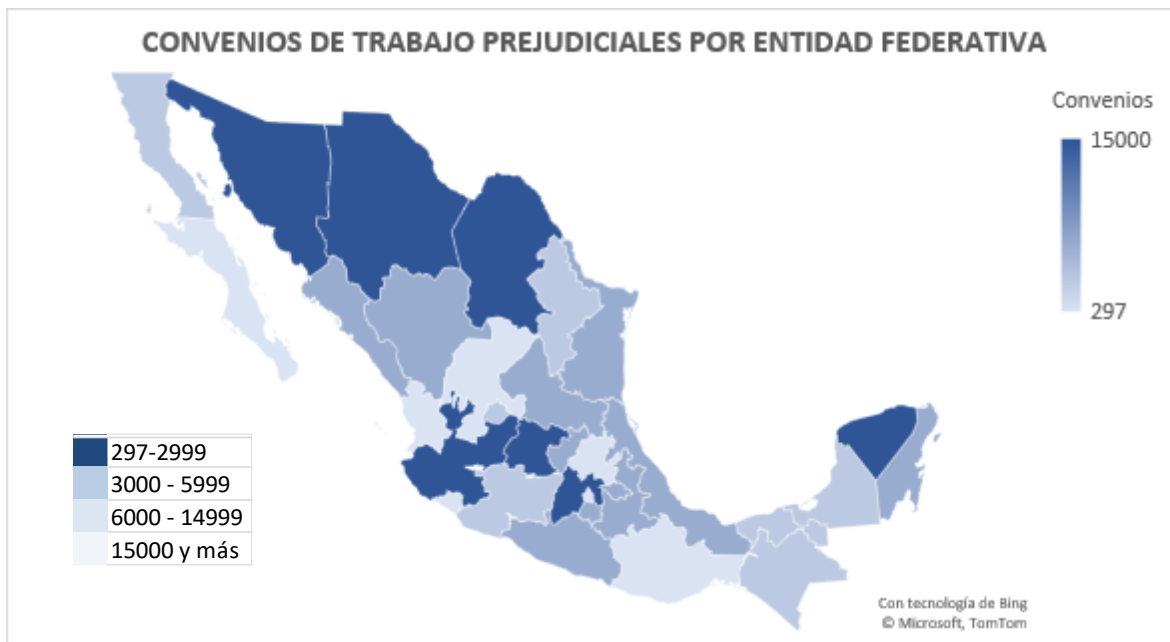 CONVENIOS DE TRABAJO PREJUDICIALES POR ENTIDAD FEDERATIVA
Convenios
15000
297
297-2999
3000 - 5999
6000 - 14999
15000 y más
Con tecnología de Bing
© Microsoft, TomTom